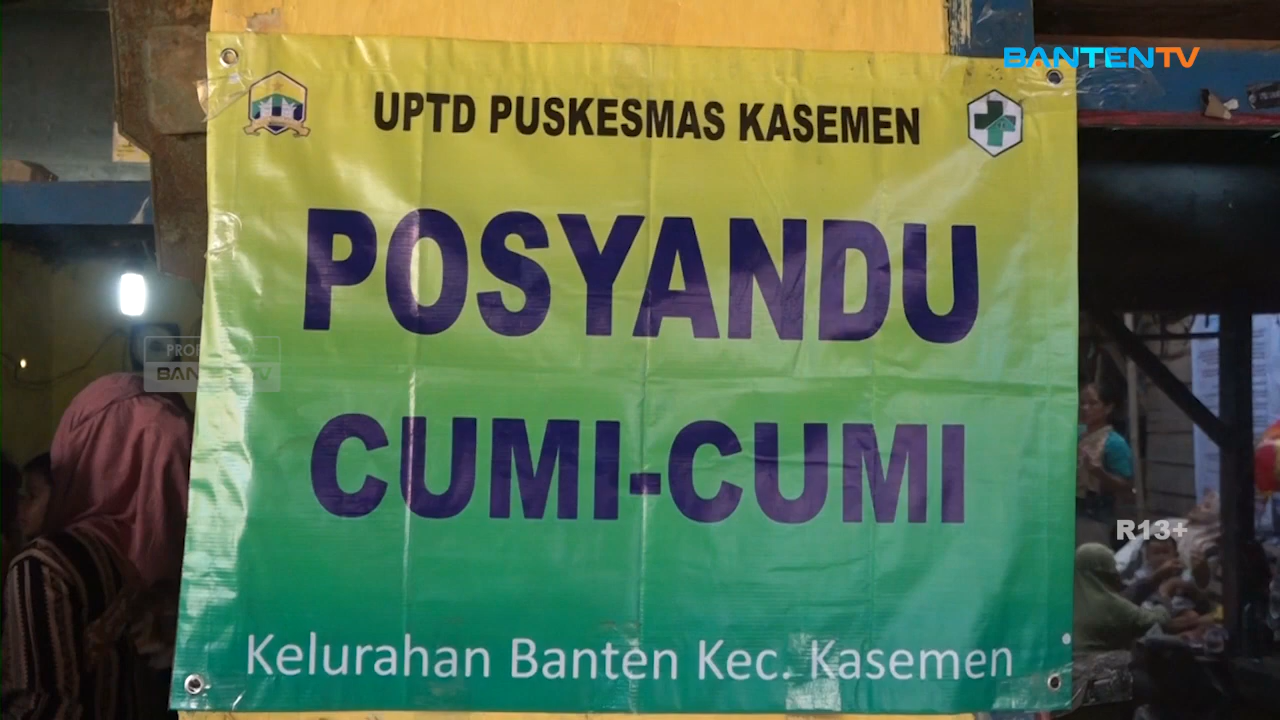 BANTENTV
UPTD PUSKESMAS KASEMEN
POSYANDU
CUMI-CUMI
Kelurahan Banten Kec. Kasemen
R13+